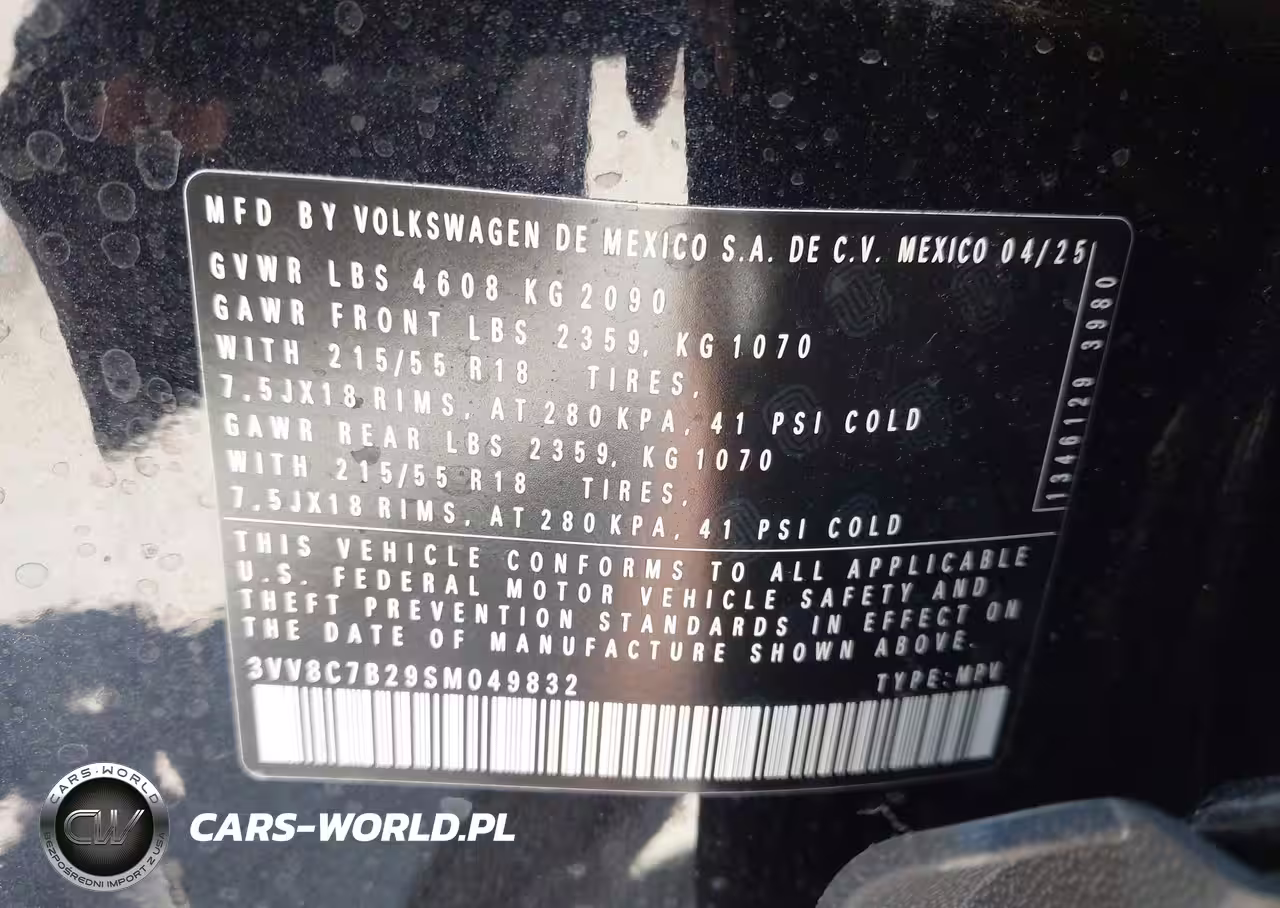 MFD BY VOLKSWAGEN DE MEXICO S.A. DE C.V. MEXICO 04/25
GVWR LBS 4608 KG 2090
GAWR FRONT LBS 2359, KG 1070
WITH 215/55 R18 TIRES,
7.5JX18 RIMS, AT 280 KPA, 41 PSI COLD
GAWR REAR LBS 2359, KG 1070
WITH 215/55 R18 TIRES,
7.5JX18 RIMS, AT 280 KPA, 41 PSI COLD
1346129 3980
THIS VEHICLE CONFORMS TO ALL APPLICABLE
U.S. FEDERAL MOTOR VEHICLE SAFETY AND
THEFT PREVENTION STANDARDS IN EFFECT ON
THE DATE OF MANUFACTURE SHOWN ABOVE.
3VV8C7B29SM049832 TYPE:MPV
CARS-WORLD
CW
BEZPOŚREDNI IMPORT Z USA
CARS-WORLD.PL